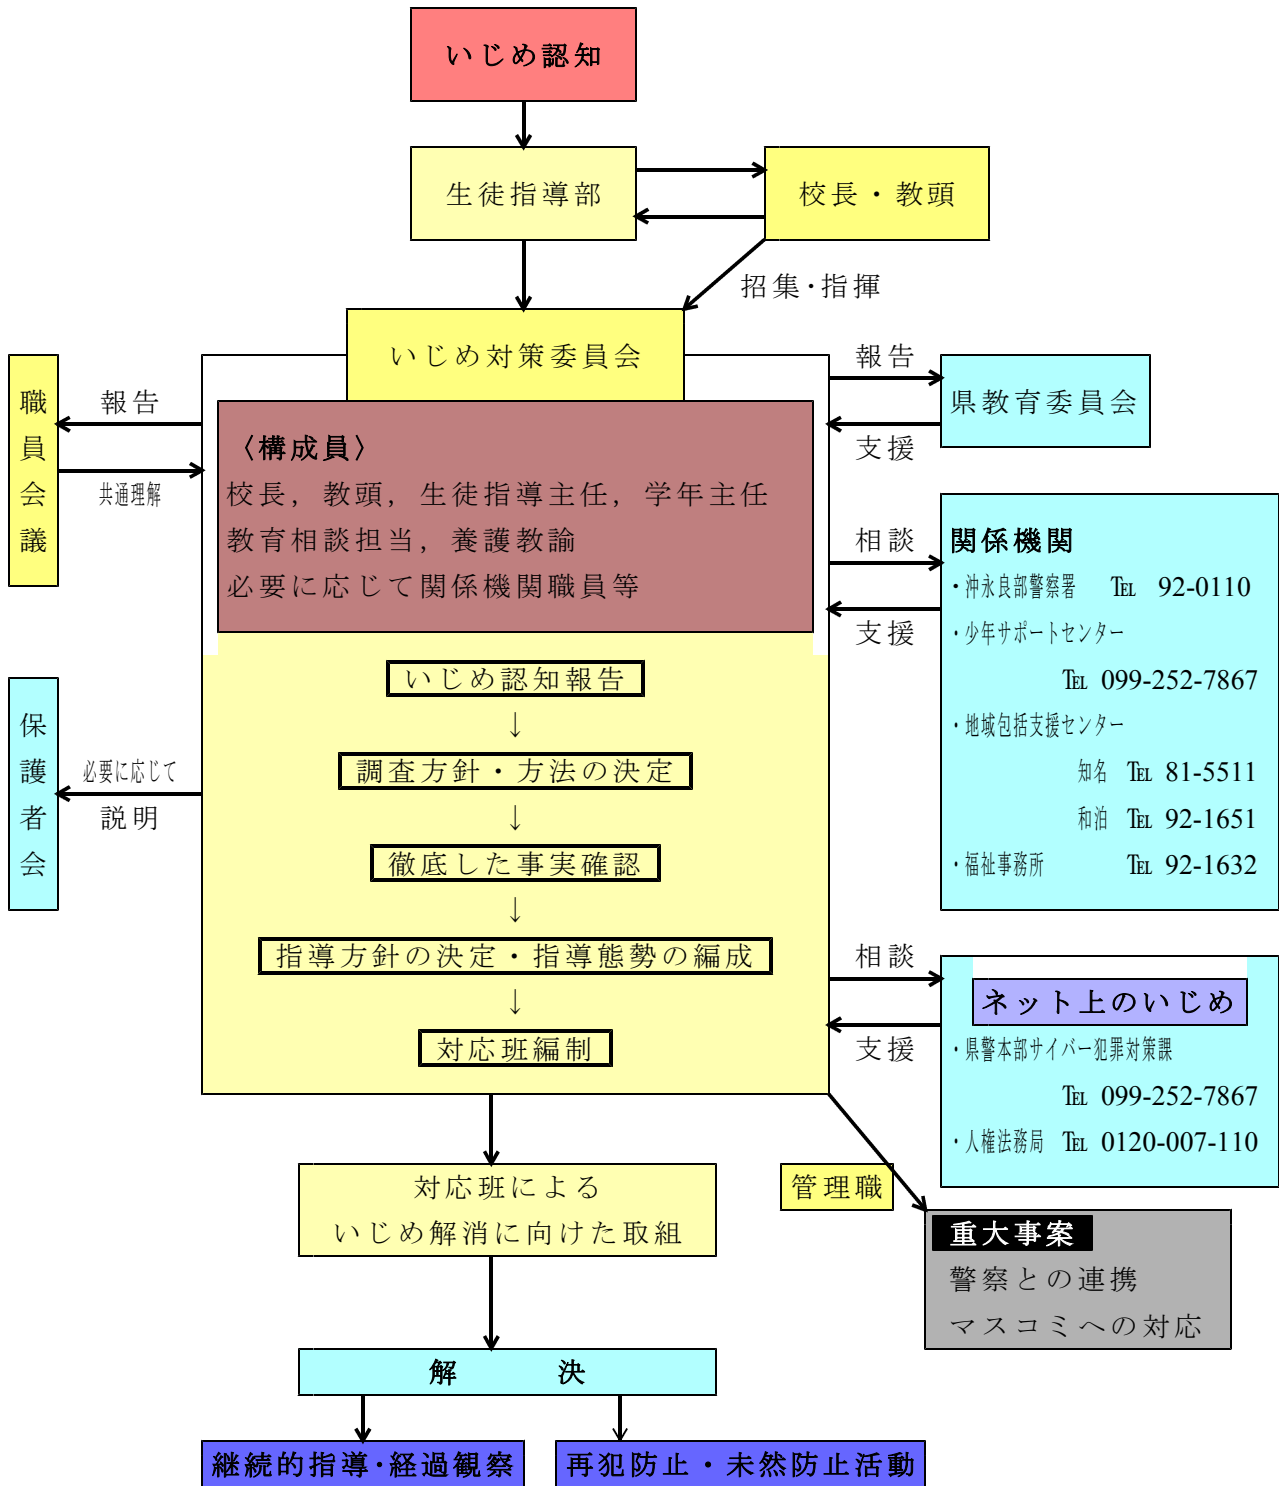 いじめ認知
生徒指導部
校長・教頭
招集・指揮
いじめ対策委員会
職員会議
報告
共通理解
報告
支援
県教育委員会
〈構成員〉
校長，教頭，生徒指導主任，学年主任
教育相談担当，養護教諭
必要に応じて関係機関職員等
相談
支援
関係機関
・沖永良部警察署　℡　92-0110
・少年サポートセンター
℡ 099-252-7867
・地域包括支援センター
知名　℡ 81-5511
和泊　℡ 92-1651
・福祉事務所　℡ 92-1632
保護者会
必要に応じて
説明
いじめ認知報告
↓
調査方針・方法の決定
↓
徹底した事実確認
↓
指導方針の決定・指導態勢の編成
↓
対応班編制
相談
支援
ネット上のいじめ
・県警本部サイバー犯罪対策課
℡ 099-252-7867
・人権法務局　℡ 0120-007-110
対応班による
いじめ解消に向けた取組
管理職
重大事案
警察との連携
マスコミへの対応
解　　決
継続的指導・経過観察
再犯防止・未然防止活動